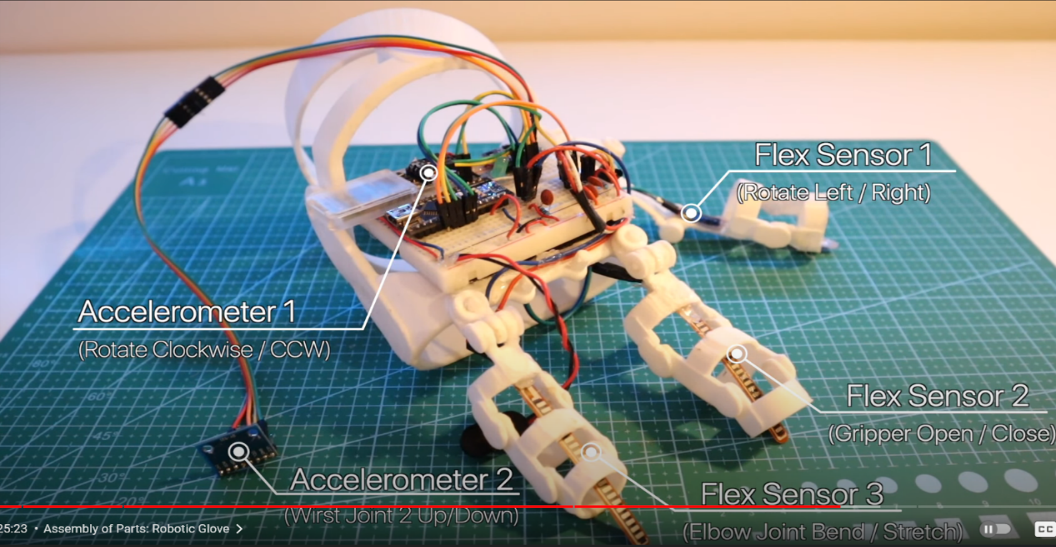 Flex Sensor 1
(Rotate Left / Right)
Accelerometer 1
(Rotate Clockwise / CCW)
Flex Sensor 2
(Gripper Open / Close)
Accelerometer 2
(Wirst Joint 2 Up/Down)
Flex Sensor 3
(Elbow Joint Bend / Stretch)
25:23 • Assembly of Parts: Robotic Glove >
CC